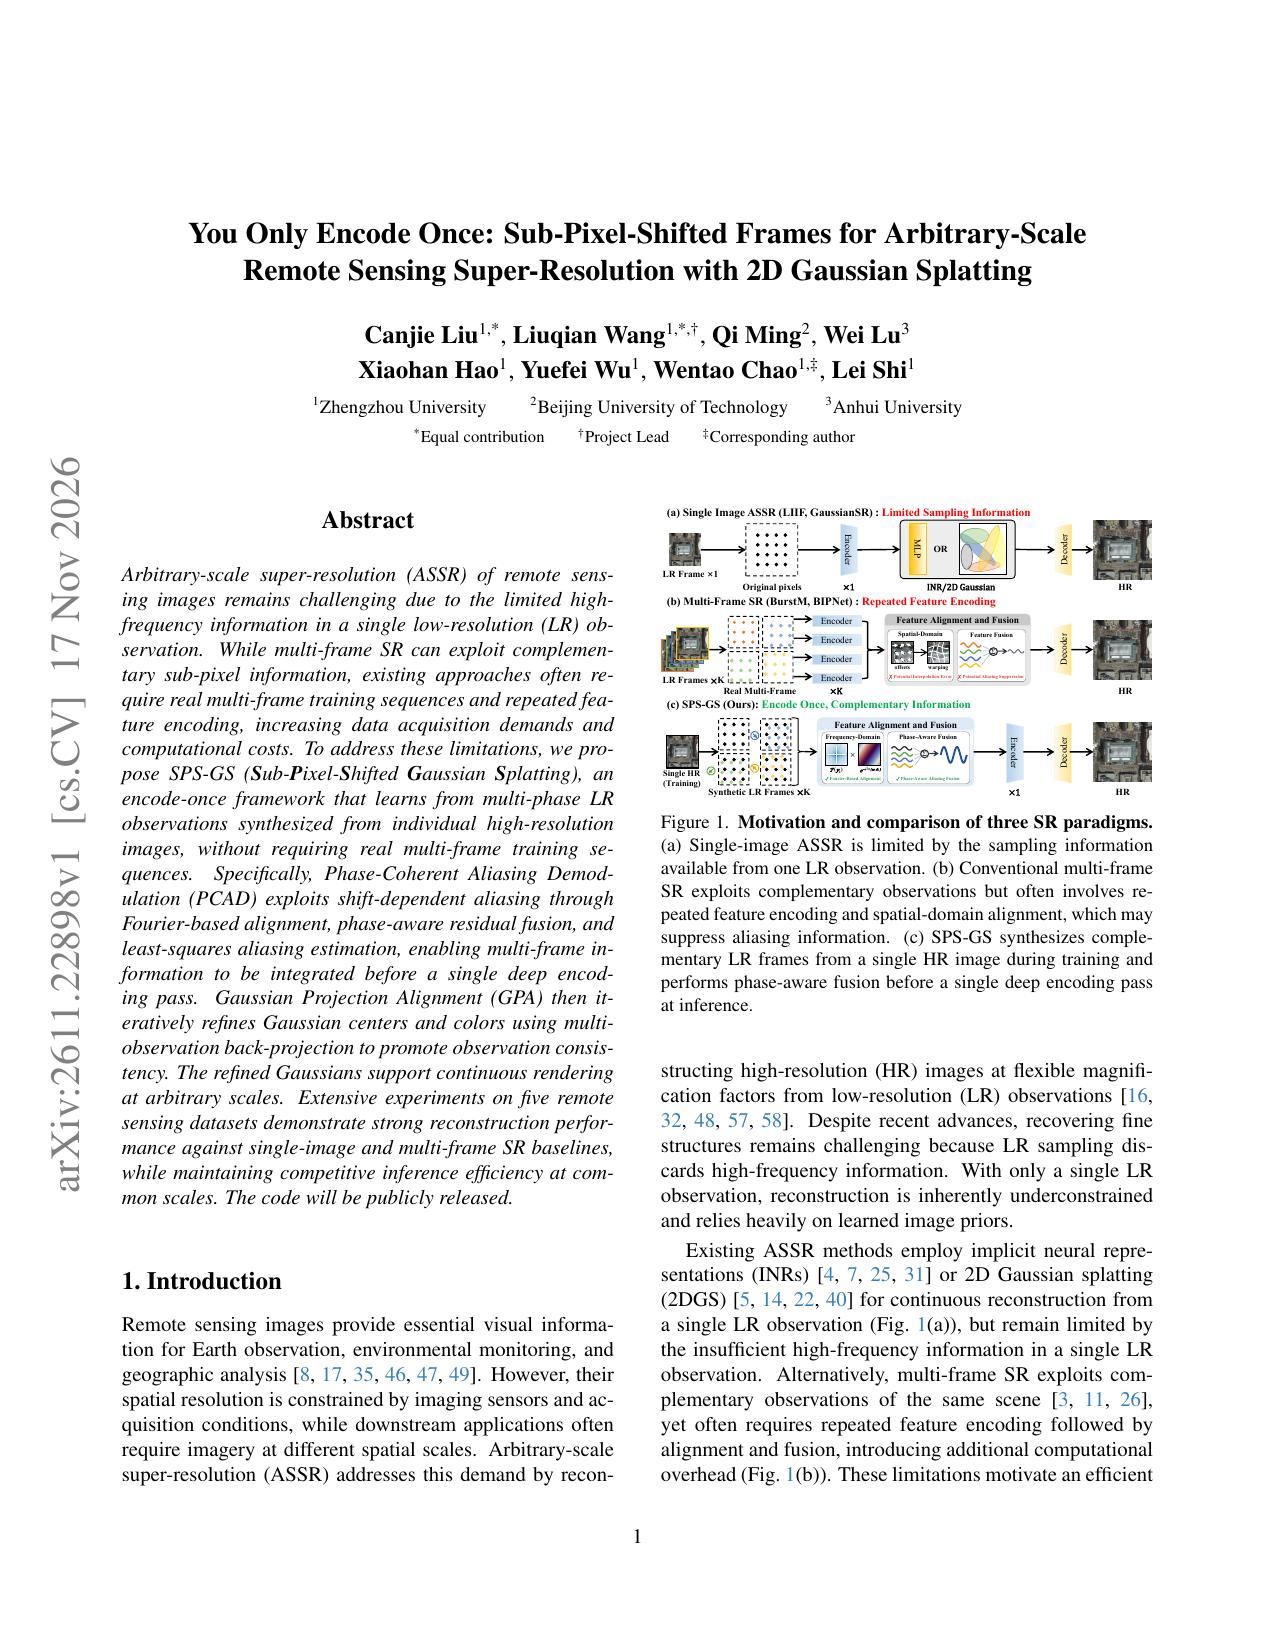 You Only Encode Once: Sub-Pixel-Shifted Frames for Arbitrary-Scale
Remote Sensing Super-Resolution with 2D Gaussian Splatting
Canjie Liu1,*, Liuqian Wang1,*,†, Qi Ming2, Wei Lu3
Xiaohan Hao1, Yuefei Wu1, Wentao Chao1,‡, Lei Shi1
1Zhengzhou University 2Beijing University of Technology 3Anhui University
*Equal contribution †Project Lead ‡Corresponding author
arXiv:2611.22898v1 [cs.CV] 17 Nov 2026
Abstract
Arbitrary-scale super-resolution (ASSR) of remote sens-
ing images remains challenging due to the limited high-
frequency information in a single low-resolution (LR) ob-
servation. While multi-frame SR can exploit complemen-
tary sub-pixel information, existing approaches often re-
quire real multi-frame training sequences and repeated fea-
ture encoding, increasing data acquisition demands and
computational costs. To address these limitations, we pro-
pose SPS-GS (Sub-Pixel-Shifted Gaussian Splatting), an
encode-once framework that learns from multi-phase LR
observations synthesized from individual high-resolution
images, without requiring real multi-frame training se-
quences. Specifically, Phase-Coherent Aliasing Demod-
ulation (PCAD) exploits shift-dependent aliasing through
Fourier-based alignment, phase-aware residual fusion, and
least-squares aliasing estimation, enabling multi-frame in-
formation to be integrated before a single deep encod-
ing pass. Gaussian Projection Alignment (GPA) then it-
eratively refines Gaussian centers and colors using multi-
observation back-projection to promote observation consis-
tency. The refined Gaussians support continuous rendering
at arbitrary scales. Extensive experiments on five remote
sensing datasets demonstrate strong reconstruction perfor-
mance against single-image and multi-frame SR baselines,
while maintaining competitive inference efficiency at com-
mon scales. The code will be publicly released.
1. Introduction
Remote sensing images provide essential visual informa-
tion for Earth observation, environmental monitoring, and
geographic analysis [8, 17, 35, 46, 47, 49]. However, their
spatial resolution is constrained by imaging sensors and ac-
quisition conditions, while downstream applications often
require imagery at different spatial scales. Arbitrary-scale
super-resolution (ASSR) addresses this demand by recon-
(a) Single Image ASSR (LIIF, GaussianSR) : Limited Sampling Information
LR Frame ×1
Original pixels
Encoder
×1
MLP
OR
INR/2D Gaussian
Decoder
HR
(b) Multi-Frame SR (BurstM, BIPNet) : Repeated Feature Encoding
LR Frames ×K
Real Multi-Frame
Encoder
Encoder
Encoder
Encoder
×K
Feature Alignment and Fusion
Spatial-Domain
offsets
warping
✗ Potential Interpolation Error
Feature Fusion
✗ Potential Aliasing Suppression
Decoder
HR
(c) SPS-GS (Ours): Encode Once, Complementary Information
Single HR
(Training)
Synthetic LR Frames ×K
Feature Alignment and Fusion
Frequency-Domain
✓Fourier-Based Alignment
Phase-Aware Fusion
✓Phase-Aware Aliasing Fusion
Encoder
×1
Decoder
HR
Figure 1. Motivation and comparison of three SR paradigms.
(a) Single-image ASSR is limited by the sampling information
available from one LR observation. (b) Conventional multi-frame
SR exploits complementary observations but often involves re-
peated feature encoding and spatial-domain alignment, which may
suppress aliasing information. (c) SPS-GS synthesizes comple-
mentary LR frames from a single HR image during training and
performs phase-aware fusion before a single deep encoding pass
at inference.
structing high-resolution (HR) images at flexible magnifi-
cation factors from low-resolution (LR) observations [16,
32, 48, 57, 58]. Despite recent advances, recovering fine
structures remains challenging because LR sampling dis-
cards high-frequency information. With only a single LR
observation, reconstruction is inherently underconstrained
and relies heavily on learned image priors.
Existing ASSR methods employ implicit neural repre-
sentations (INRs) [4, 7, 25, 31] or 2D Gaussian splatting
(2DGS) [5, 14, 22, 40] for continuous reconstruction from
a single LR observation (Fig. 1(a)), but remain limited by
the insufficient high-frequency information in a single LR
observation. Alternatively, multi-frame SR exploits com-
plementary observations of the same scene [3, 11, 26],
yet often requires repeated feature encoding followed by
alignment and fusion, introducing additional computational
overhead (Fig. 1(b)). These limitations motivate an efficient
1